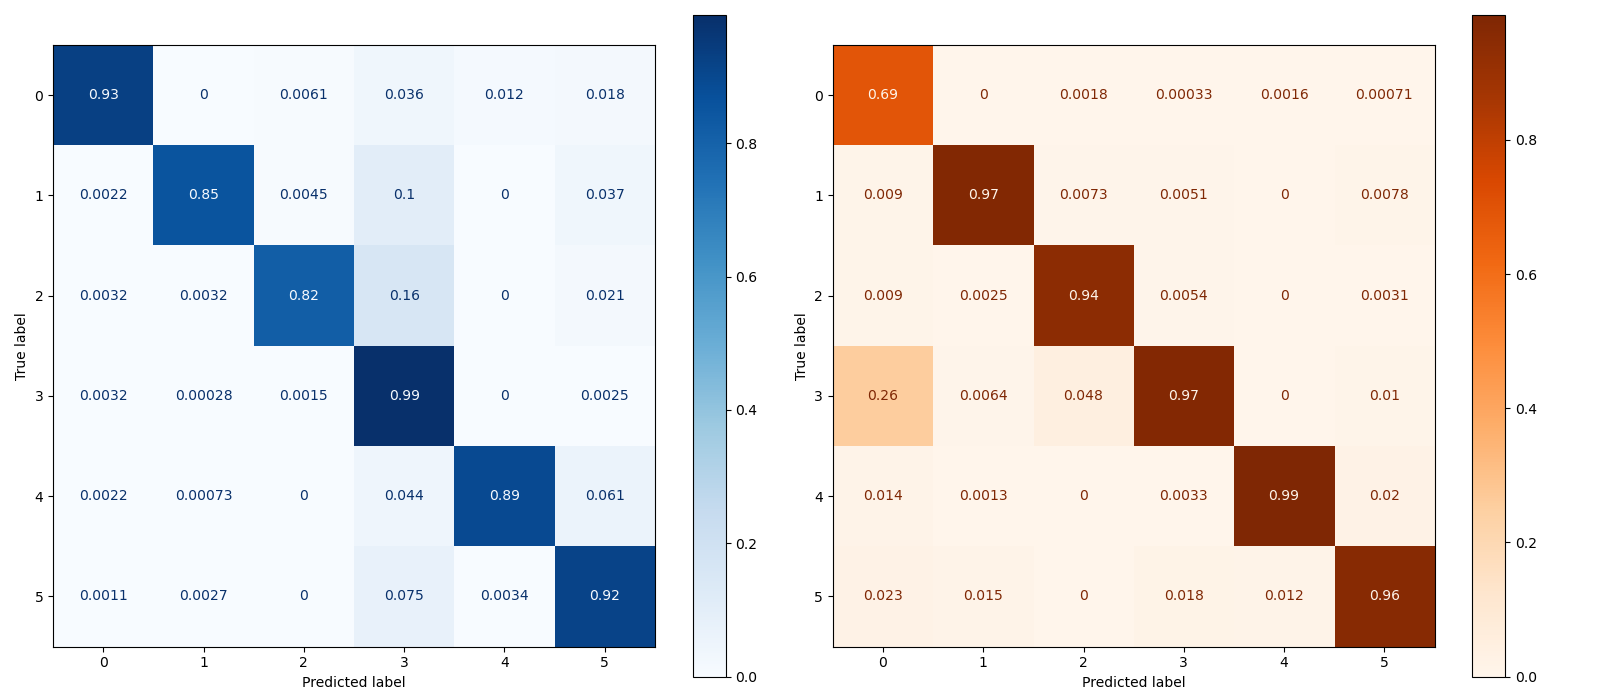 0 0.93 0 0.0061 0.036 0.012 0.018
1 0.0022 0.85 0.0045 0.1 0 0.037
2 0.0032 0.0032 0.82 0.16 0 0.021
3 0.0032 0.00028 0.0015 0.99 0 0.0025
4 0.0022 0.00073 0 0.044 0.89 0.061
5 0.0011 0.0027 0 0.075 0.0034 0.92
0 1 2 3 4 5
True label
Predicted label
0.8
0.6
0.4
0.2
0.0
0 0.69 0 0.0018 0.00033 0.0016 0.00071
1 0.009 0.97 0.0073 0.0051 0 0.0078
2 0.009 0.0025 0.94 0.0054 0 0.0031
3 0.26 0.0064 0.048 0.97 0 0.01
4 0.014 0.0013 0 0.0033 0.99 0.02
5 0.023 0.015 0 0.018 0.012 0.96
0 1 2 3 4 5
True label
Predicted label
0.8
0.6
0.4
0.2
0.0